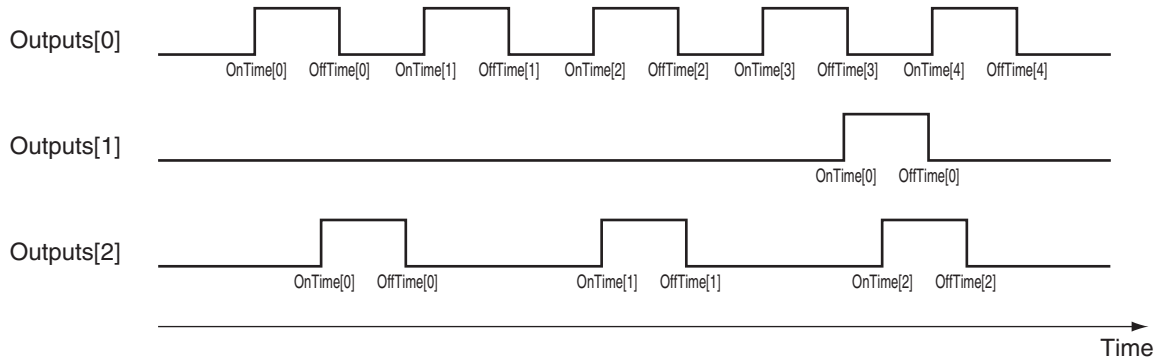 Outputs[0]
OnTime[0] OffTime[0] OnTime[1] OffTime[1] OnTime[2] OffTime[2] OnTime[3] OffTime[3] OnTime[4] OffTime[4]
Outputs[1]
OnTime[0] OffTime[0]
Outputs[2]
OnTime[0] OffTime[0] OnTime[1] OffTime[1] OnTime[2] OffTime[2]
Time